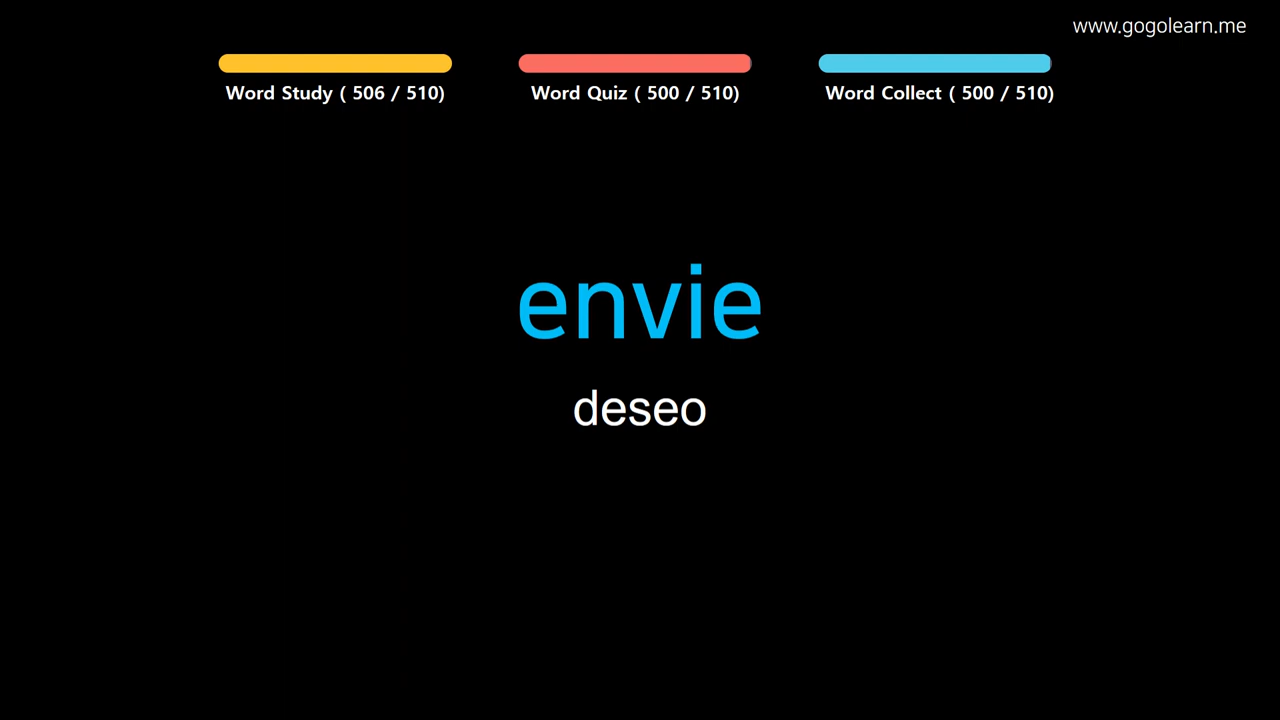 www.gogolearn.me
Word Study ( 506 / 510)
Word Quiz ( 500 / 510)
Word Collect ( 500 / 510)
envie
deseo